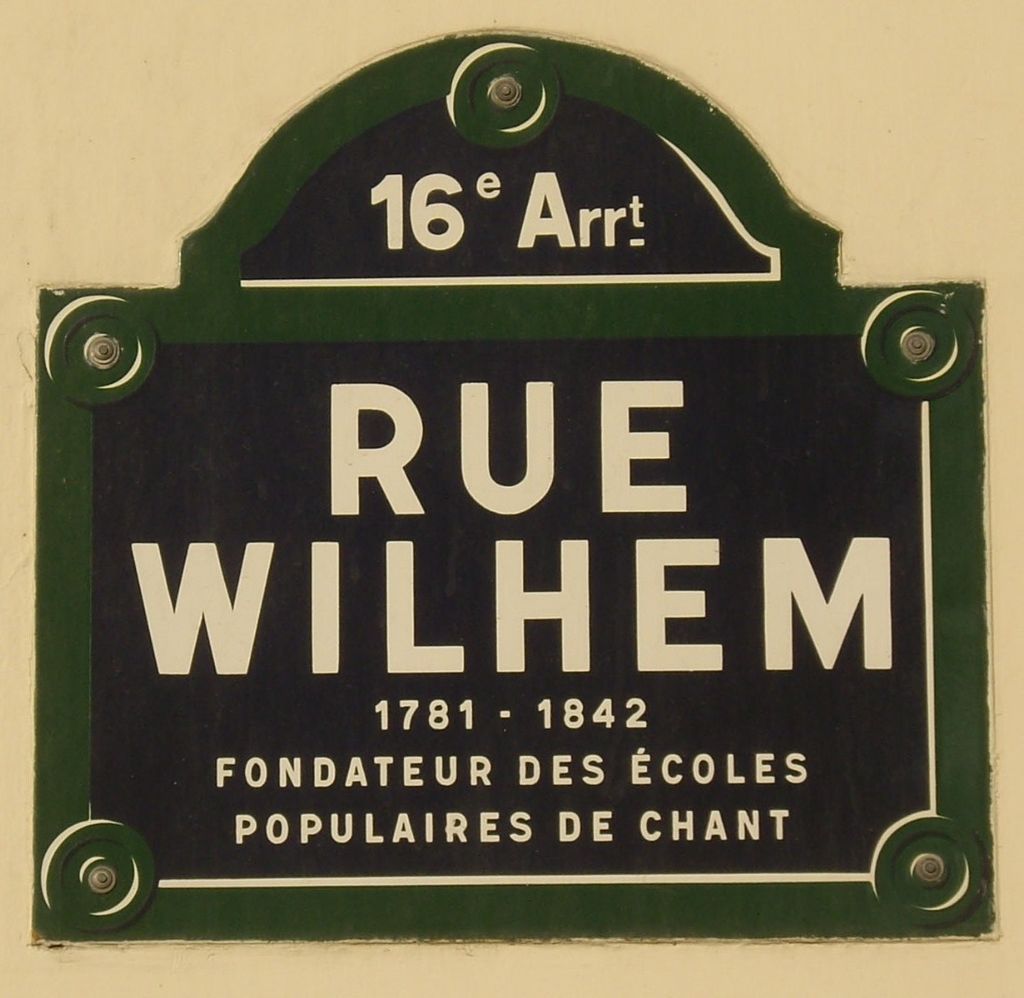 16e Arrt
RUE
WILHEM
1781 - 1842
FONDATEUR DES ÉCOLES
POPULAIRES DE CHANT